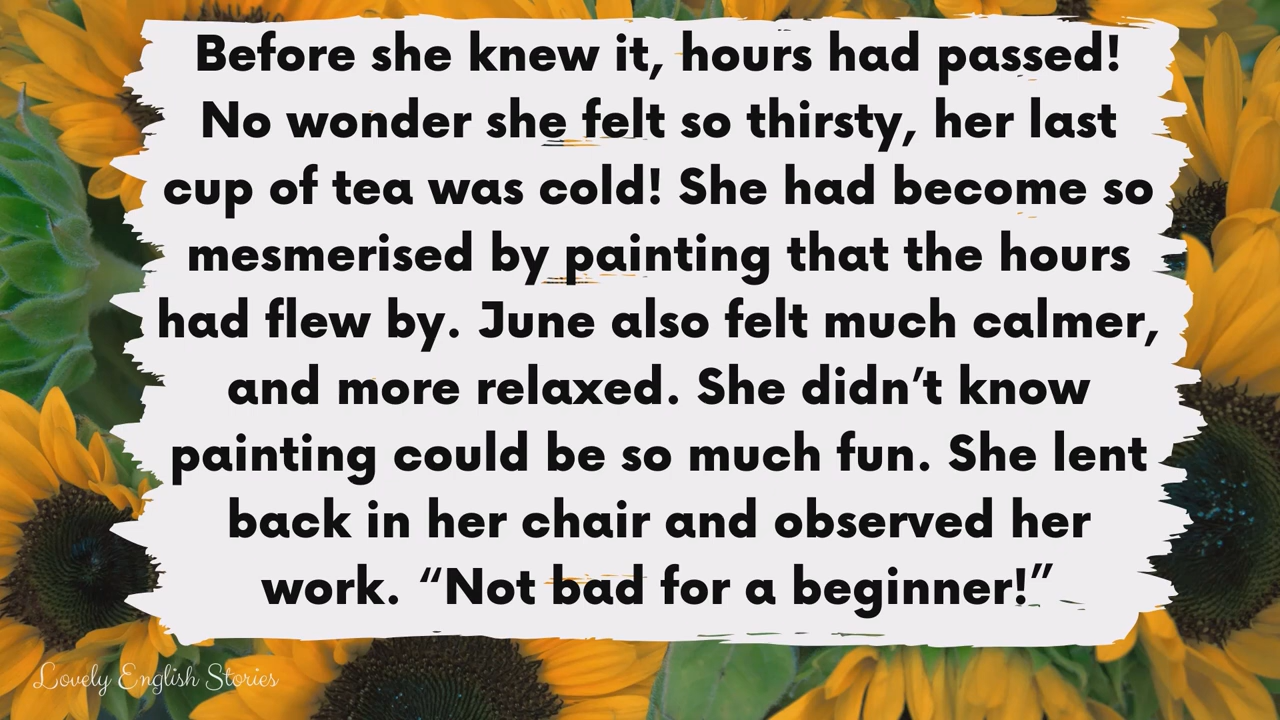 Before she knew it, hours had passed!
No wonder she felt so thirsty, her last
cup of tea was cold! She had become so
mesmerised by painting that the hours
had flew by. June also felt much calmer,
and more relaxed. She didn’t know
painting could be so much fun. She lent
back in her chair and observed her
work. “Not bad for a beginner!”
Lovely English Stories